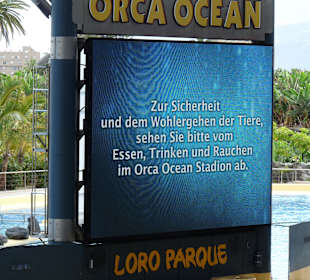 ORCA OCEAN
Zur Sicherheit
und dem Wohlergehen der Tiere,
sehen Sie bitte vom
Essen, Trinken und Rauchen
im Orca Ocean Stadion ab.
LORO PARQUE